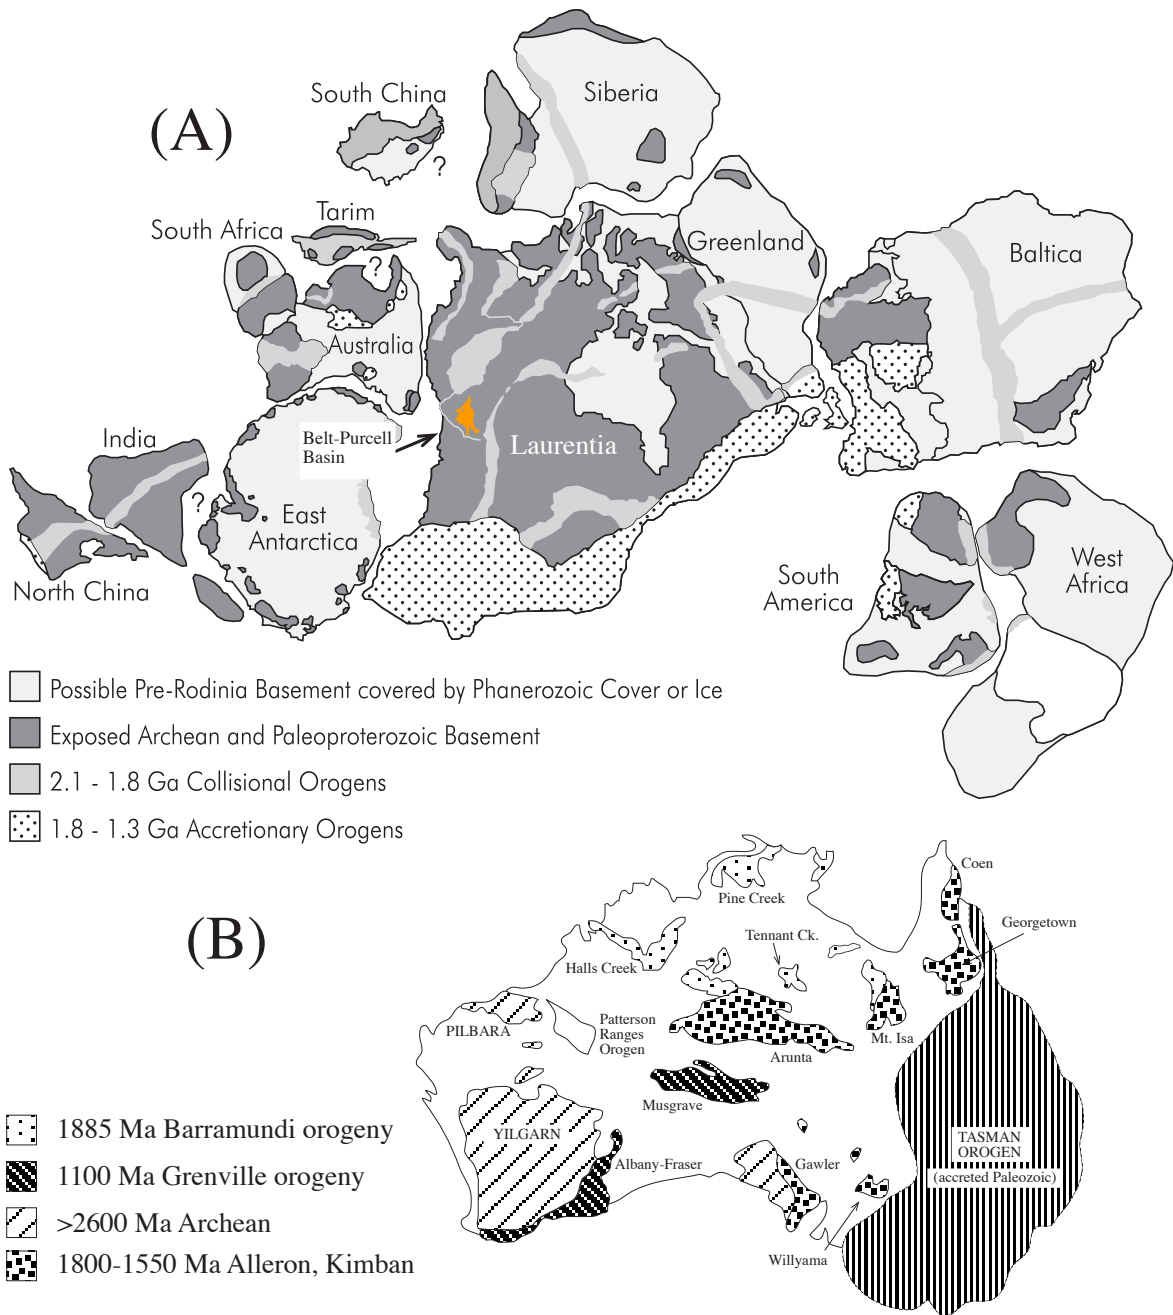 (A)
South China
Siberia
?
Tarim
South Africa
?
Greenland
Baltica
Australia
Belt-Purcell
Basin
Laurentia
India
?
East
Antarctica
North China
South
America
West
Africa
Possible Pre-Rodinia Basement covered by Phanerozoic Cover or Ice
Exposed Archean and Paleoproterozoic Basement
2.1 - 1.8 Ga Collisional Orogens
1.8 - 1.3 Ga Accretionary Orogens
(B)
Coen
Pine Creek
Georgetown
Tennant Ck.
Halls Creek
PILBARA
Patterson
Ranges
Orogen
Mt. Isa
Arunta
Musgrave
YILGARN
TASMAN
OROGEN
(accreted Paleozoic)
Albany-Fraser
Gawler
Willyama
1885 Ma Barramundi orogeny
1100 Ma Grenville orogeny
>2600 Ma Archean
1800-1550 Ma Alleron, Kimban